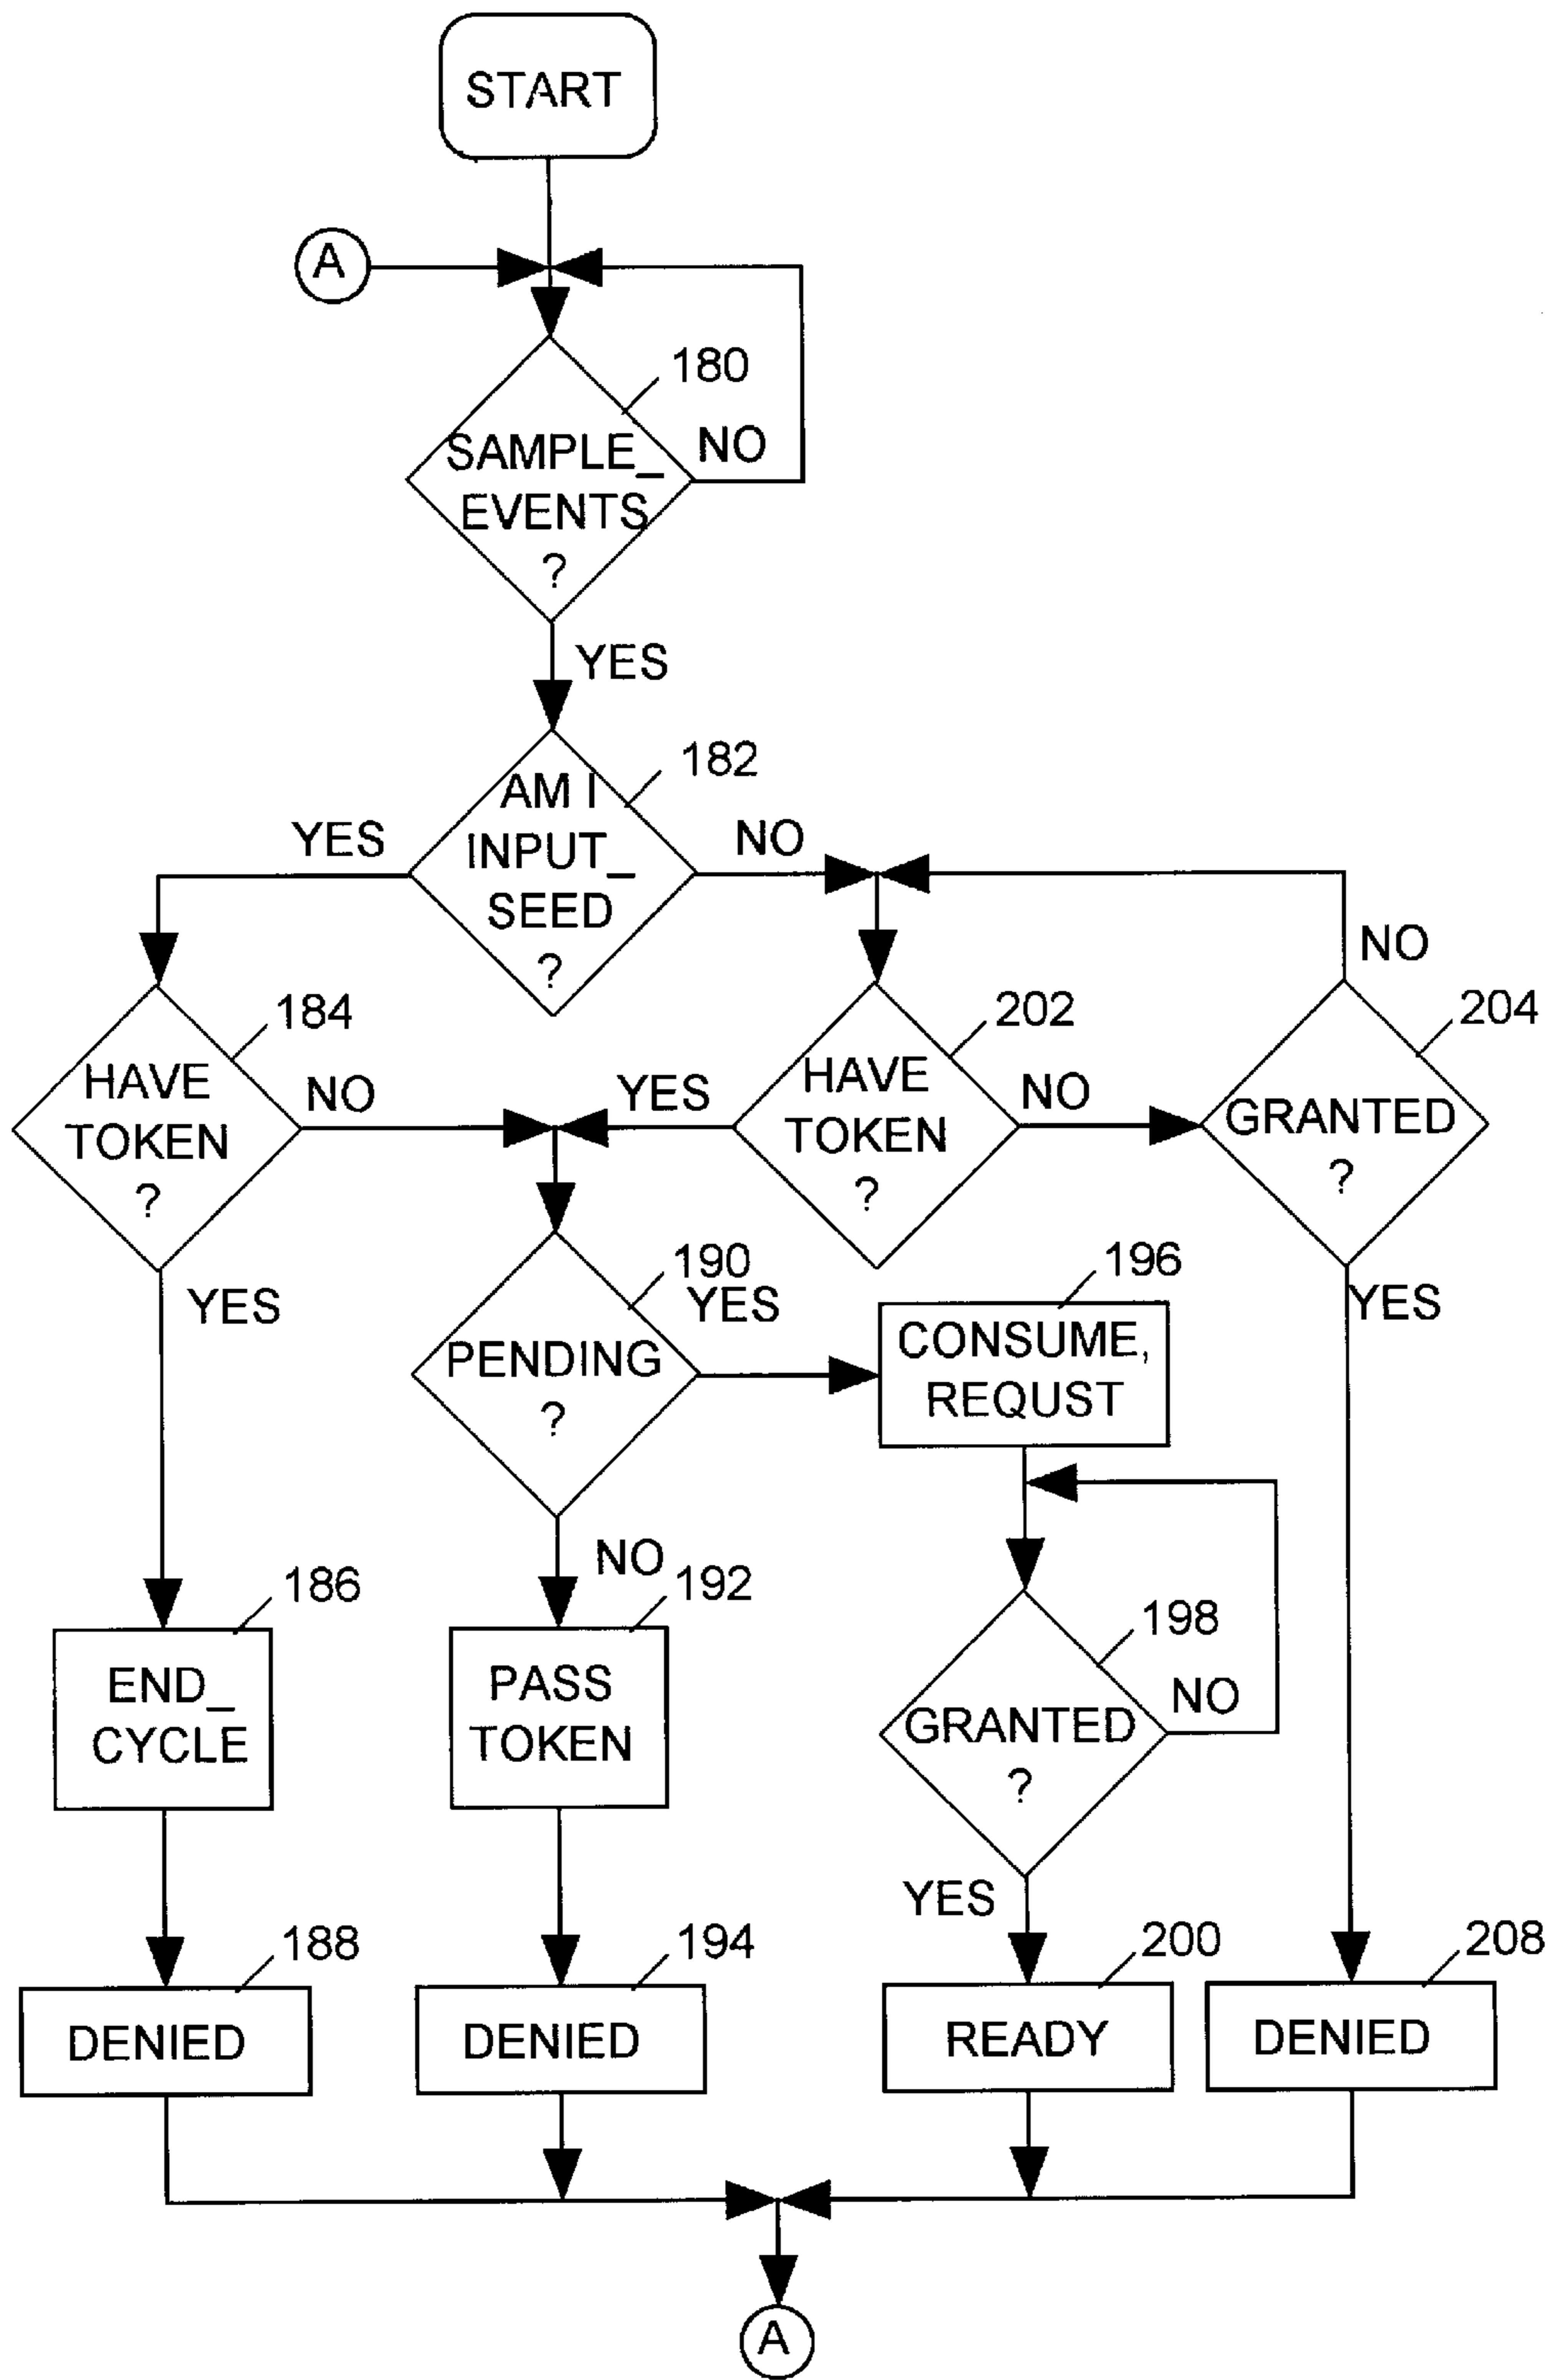 START
A
180
SAMPLE_
EVENTS
?
NO
YES
182
AM I
INPUT_
SEED
?
YES
NO
NO
184
HAVE
TOKEN
?
NO
YES
202
HAVE
TOKEN
?
NO
204
GRANTED
?
YES
YES
190
PENDING
?
YES
196
CONSUME,
REQUST
NO
186
END_
CYCLE
192
PASS
TOKEN
198
GRANTED
?
NO
YES
188
DENIED
194
DENIED
200
READY
208
DENIED
A